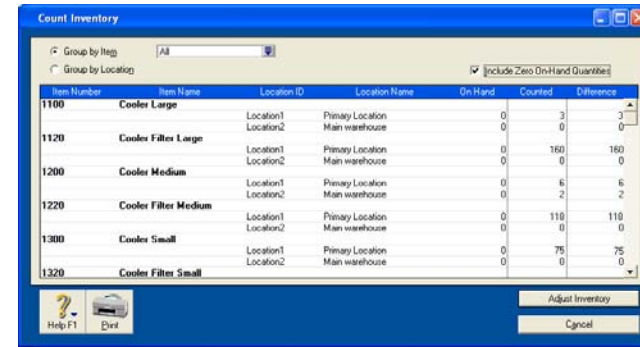 Count Inventory
Group by Item All
Group by Location Include Zero On-Hand Quantities
Item Number Item Name Location ID Location Name On Hand Counted Difference
1100 Cooler Large
Location1 Primary Location 0 3 3
Location2 Main warehouse 0 0 0
1120 Cooler Filter Large
Location1 Primary Location 0 160 160
Location2 Main warehouse 0 0 0
1200 Cooler Medium
Location1 Primary Location 0 6 6
Location2 Main warehouse 0 2 2
1220 Cooler Filter Medium
Location1 Primary Location 0 118 118
Location2 Main warehouse 0 0 0
1300 Cooler Small
Location1 Primary Location 0 75 75
Location2 Main warehouse 0 0 0
1320 Cooler Filter Small
Help F1 Print Adjust Inventory
Cancel